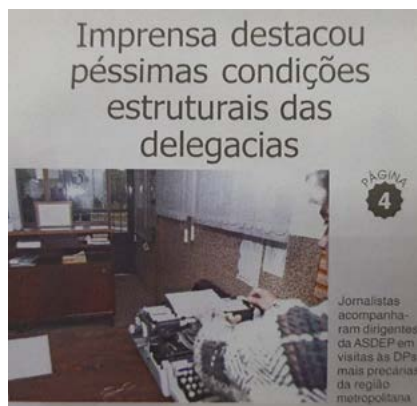 Imprensa destacou
péssimas condições
estruturais das
delegacias
PÁGINA
4
Jornalistas
acompanha-
ram dirigentes
da ASDEP em
visitas às DPs
mais precárias
da região
metropolitana